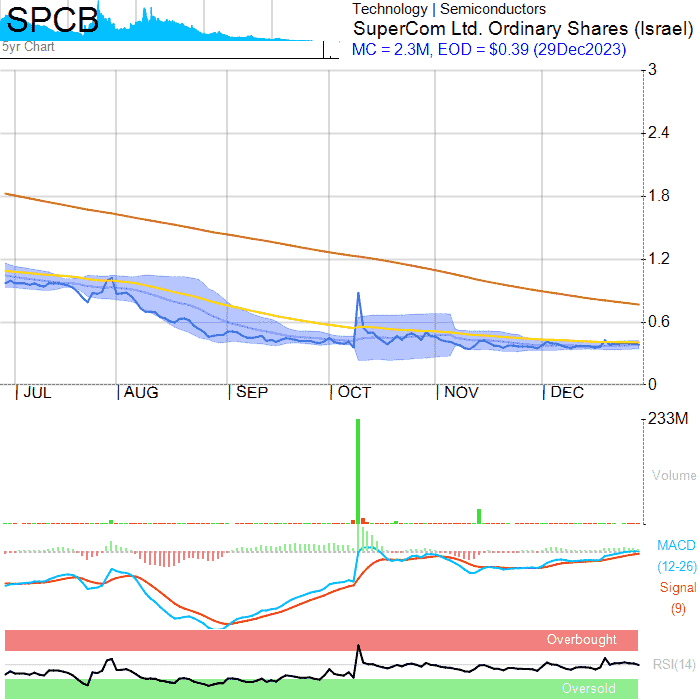 SPCB
5yr Chart
Technology | Semiconductors
SuperCom Ltd. Ordinary Shares (Israel)
MC = 2.3M, EOD = $0.39 (29Dec2023)
3
2.4
1.8
1.2
0.6
0
JUL AUG SEP OCT NOV DEC
233M
Volume
MACD
(12-26)
Signal
(9)
Overbought
RSI(14)
Oversold